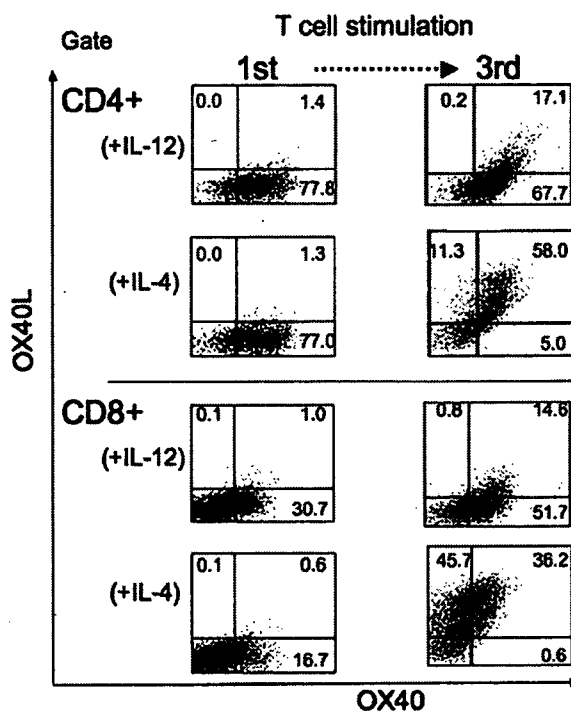 Gate
T cell stimulation
1st
3rd
CD4+
(+IL-12)
0.0
1.4
77.8
0.2
17.1
67.7
(+IL-4)
0.0
1.3
77.0
11.3
58.0
5.0
CD8+
(+IL-12)
0.1
1.0
30.7
0.8
14.6
51.7
(+IL-4)
0.1
0.6
16.7
45.7
36.2
0.6
OX40L
OX40